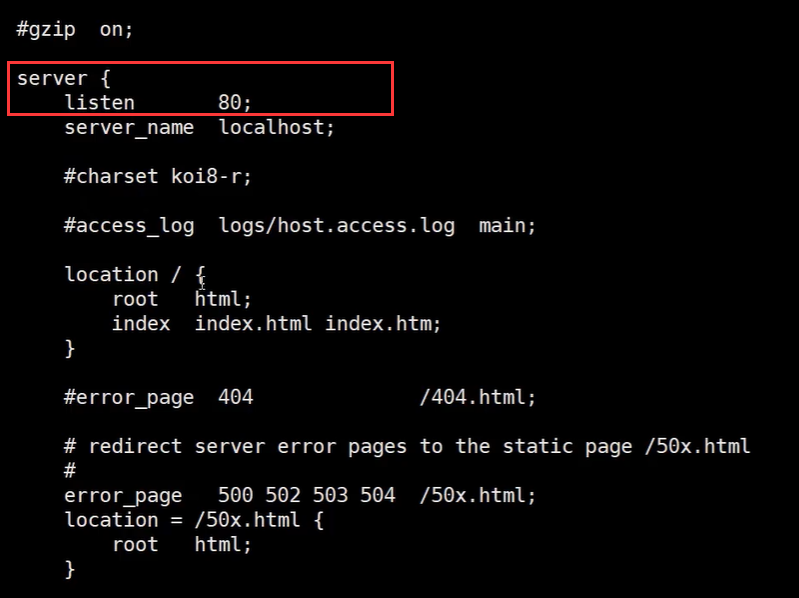 #gzip  on;
server {
    listen       80;
    server_name  localhost;
    #charset koi8-r;
    #access_log  logs/host.access.log  main;
    location / {
        root   html;
        index  index.html index.htm;
    }
    #error_page  404              /404.html;
    # redirect server error pages to the static page /50x.html
    #
    error_page   500 502 503 504  /50x.html;
    location = /50x.html {
        root   html;
    }